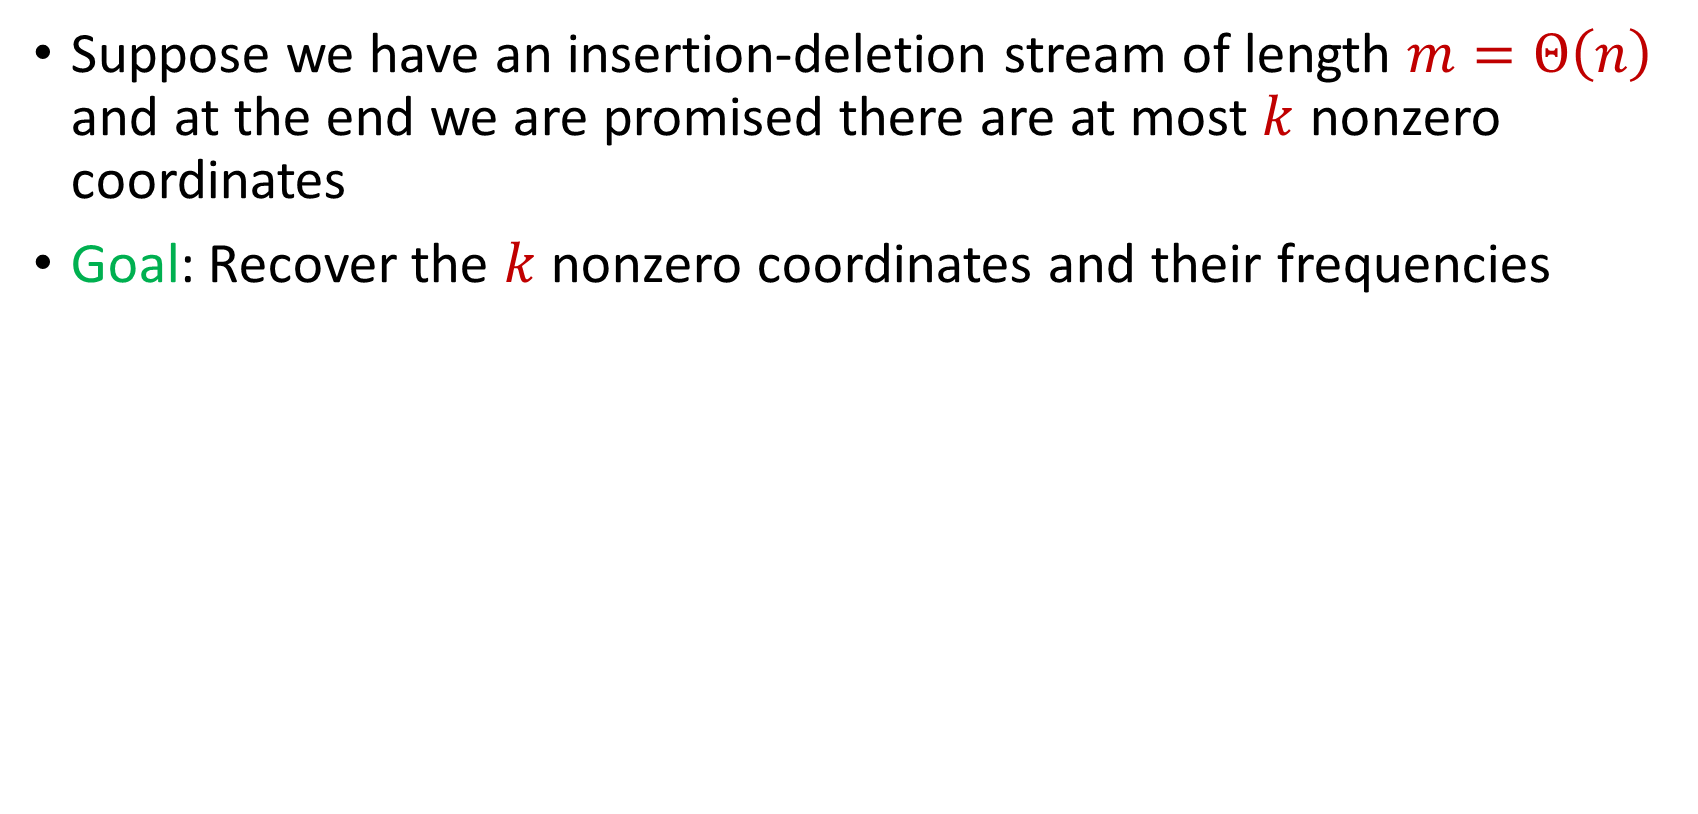 • Suppose we have an insertion-deletion stream of length 𝑚 = Θ(𝑛)
and at the end we are promised there are at most 𝑘 nonzero
coordinates
• Goal: Recover the 𝑘 nonzero coordinates and their frequencies